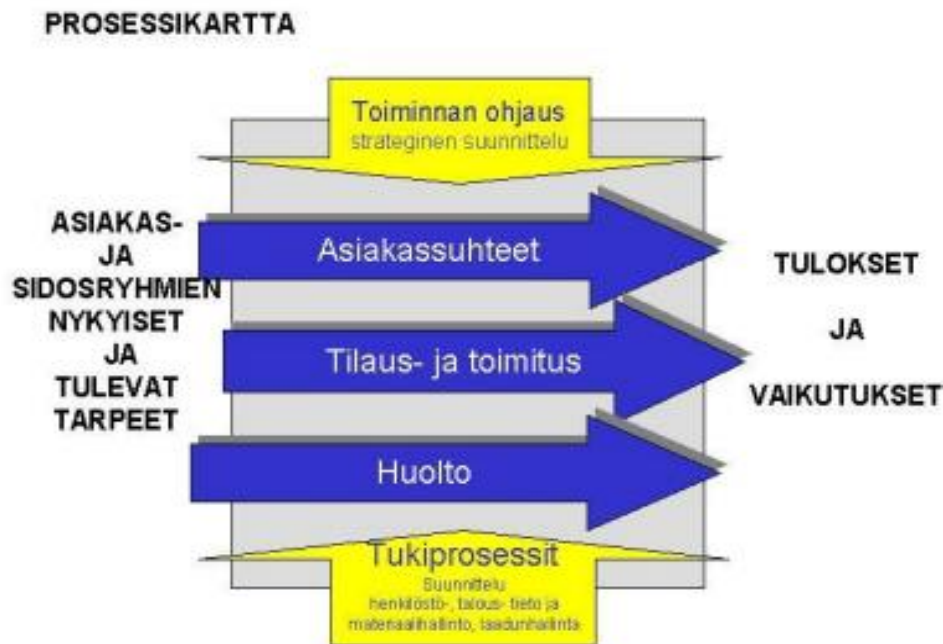 PROSESSIKARTTA
Toiminnan ohjaus
strateginen suunnittelu
ASIAKAS-
JA
SIDOSRYHMIEN
NYKYISET
JA
TULEVAT
TARPEET
Asiakassuhteet
Tilaus- ja toimitus
Huolto
TULOKSET
JA
VAIKUTUKSET
Tukiprosessit
Suunnittelu
henkilöstö-, talous- tieto ja
materiaalihallinto, laadunhallinta